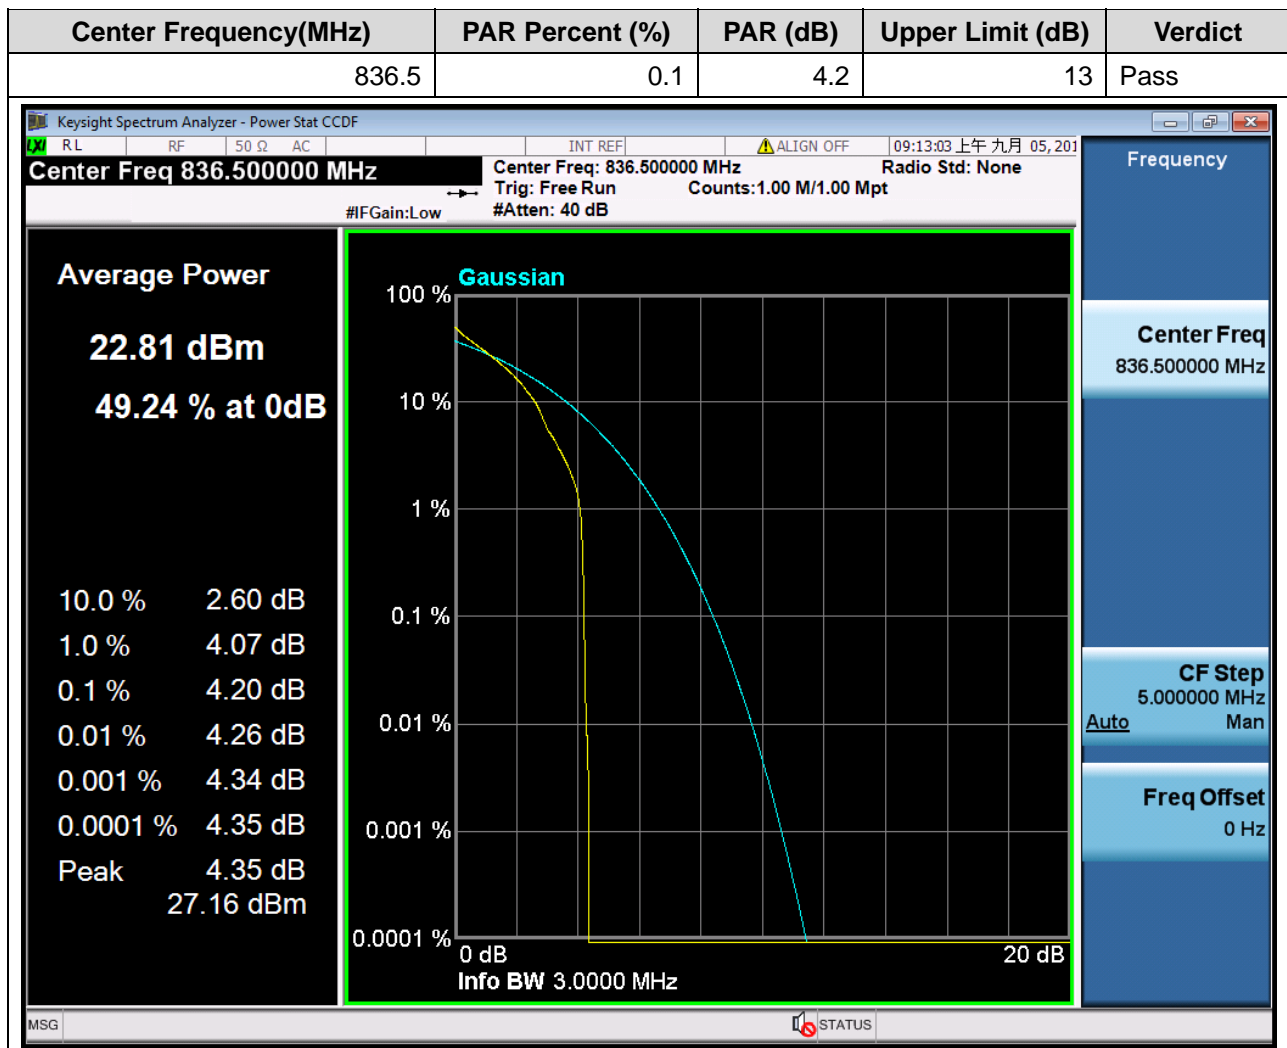 Center Frequency(MHz) PAR Percent (%) PAR (dB) Upper Limit (dB) Verdict
836.5 0.1 4.2 13 Pass
Keysight Spectrum Analyzer - Power Stat CCDF
LXI RL RF 50 Ω AC INT REF ALIGN OFF 09:13:03 上午 九月 05, 201
Center Freq 836.500000 MHz
Center Freq: 836.500000 MHz Radio Std: None
Trig: Free Run Counts:1.00 M/1.00 Mpt
#IFGain:Low #Atten: 40 dB
Average Power
22.81 dBm
49.24 % at 0dB
10.0 % 2.60 dB
1.0 % 4.07 dB
0.1 % 4.20 dB
0.01 % 4.26 dB
0.001 % 4.34 dB
0.0001 % 4.35 dB
Peak 4.35 dB
27.16 dBm
Gaussian
100 %
10 %
1 %
0.1 %
0.01 %
0.001 %
0.0001 %
0 dB 20 dB
Info BW 3.0000 MHz
Frequency
Center Freq
836.500000 MHz
CF Step
5.000000 MHz
Auto Man
Freq Offset
0 Hz
MSG STATUS